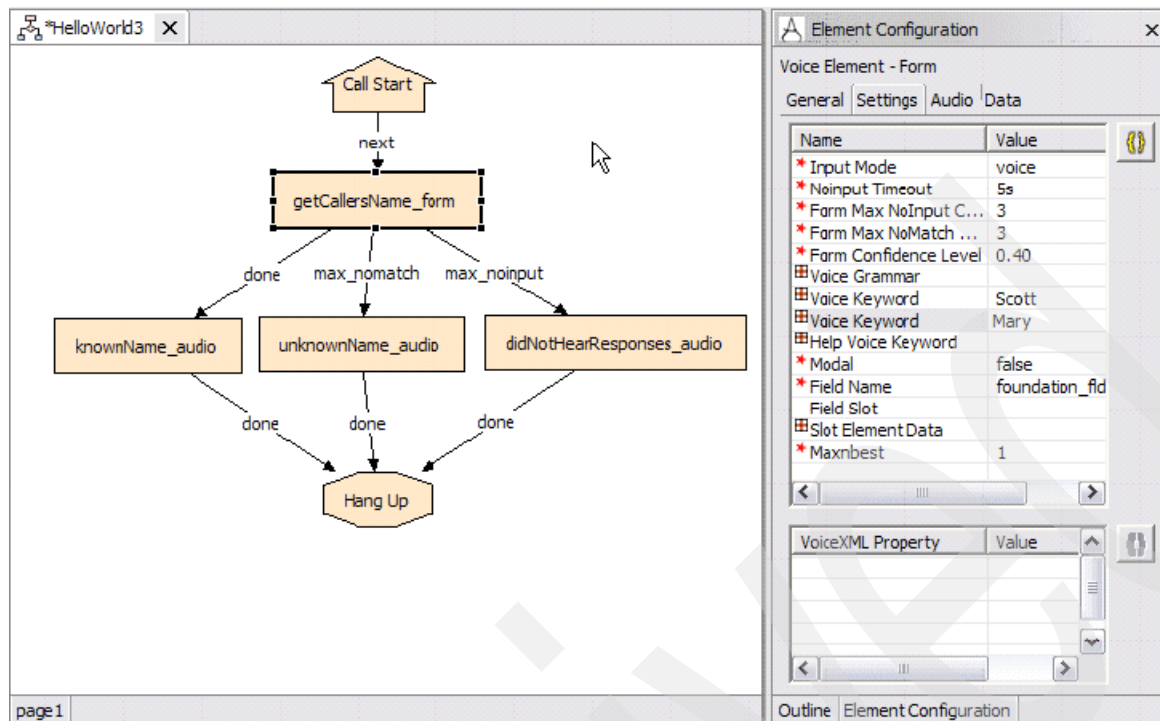 *HelloWorld3
Call Start
next
getCallersName_form
done
max_nomatch
max_noinput
knownName_audio
unknownName_audio
didNotHearResponses_audio
done
done
done
Hang Up
page1
Element Configuration
Voice Element - Form
General Settings Audio Data
Name Value
* Input Mode voice
* Noinput Timeout 5s
* Form Max NoInput C... 3
* Form Max NoMatch ... 3
* Form Confidence Level 0.40
Voice Grammar
Voice Keyword Scott
Voice Keyword Mary
Help Voice Keyword
* Modal false
* Field Name foundation_fld
Field Slot
Slot Element Data
* Maxnbest 1
VoiceXML Property Value
Outline Element Configuration